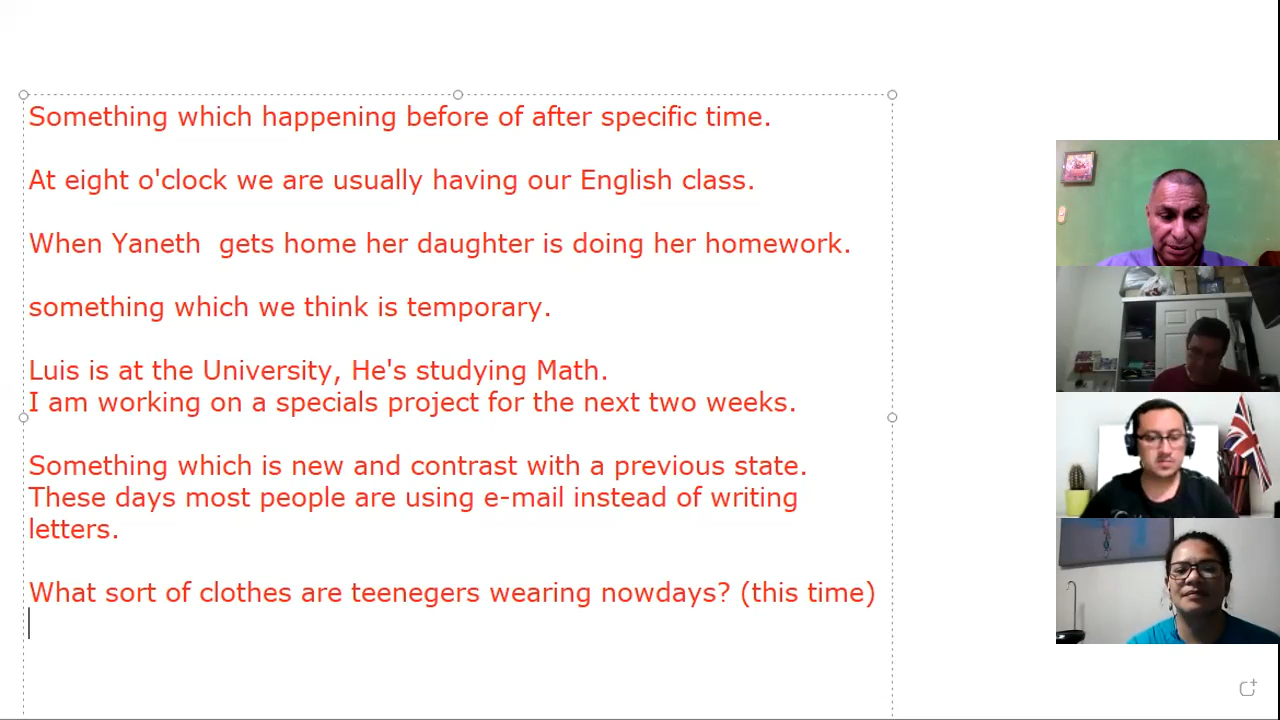 Something which happening before of after specific time.
At eight o'clock we are usually having our English class.
When Yaneth  gets home her daughter is doing her homework.
something which we think is temporary.
Luis is at the University, He's studying Math.
I am working on a specials project for the next two weeks.
Something which is new and contrast with a previous state.
These days most people are using e-mail instead of writing
letters.
What sort of clothes are teenegers wearing nowdays? (this time)